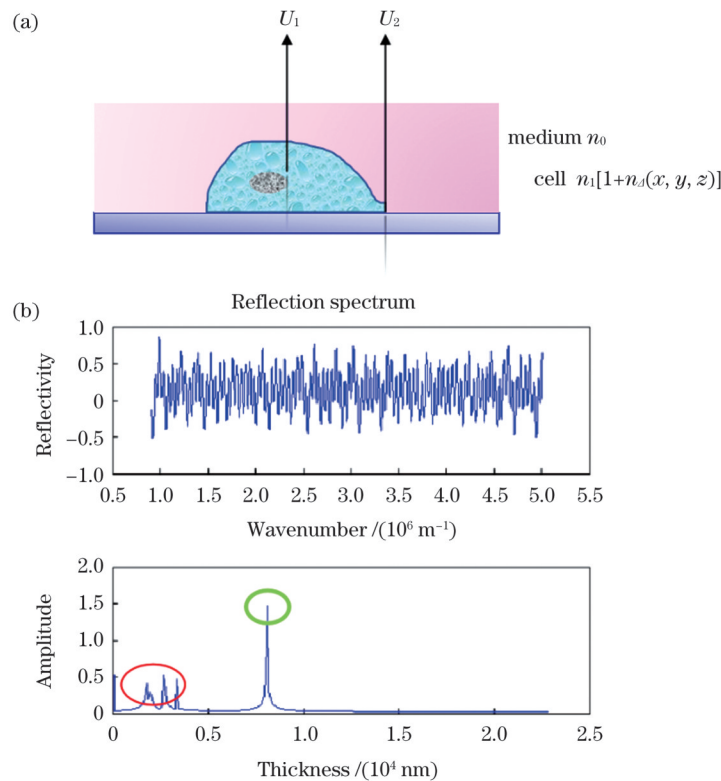 (a)
U₁ U₂
medium n₀
cell n₁[1+n_Δ(x, y, z)]
(b)
Reflection spectrum
1.0
0.5
0
−0.5
−1.0
Reflectivity
0.5 1.0 1.5 2.0 2.5 3.0 3.5 4.0 4.5 5.0 5.5
Wavenumber /(10⁶ m⁻¹)
2.0
1.5
1.0
0.5
0
Amplitude
0 0.5 1.0 1.5 2.0 2.5
Thickness /(10⁴ nm)